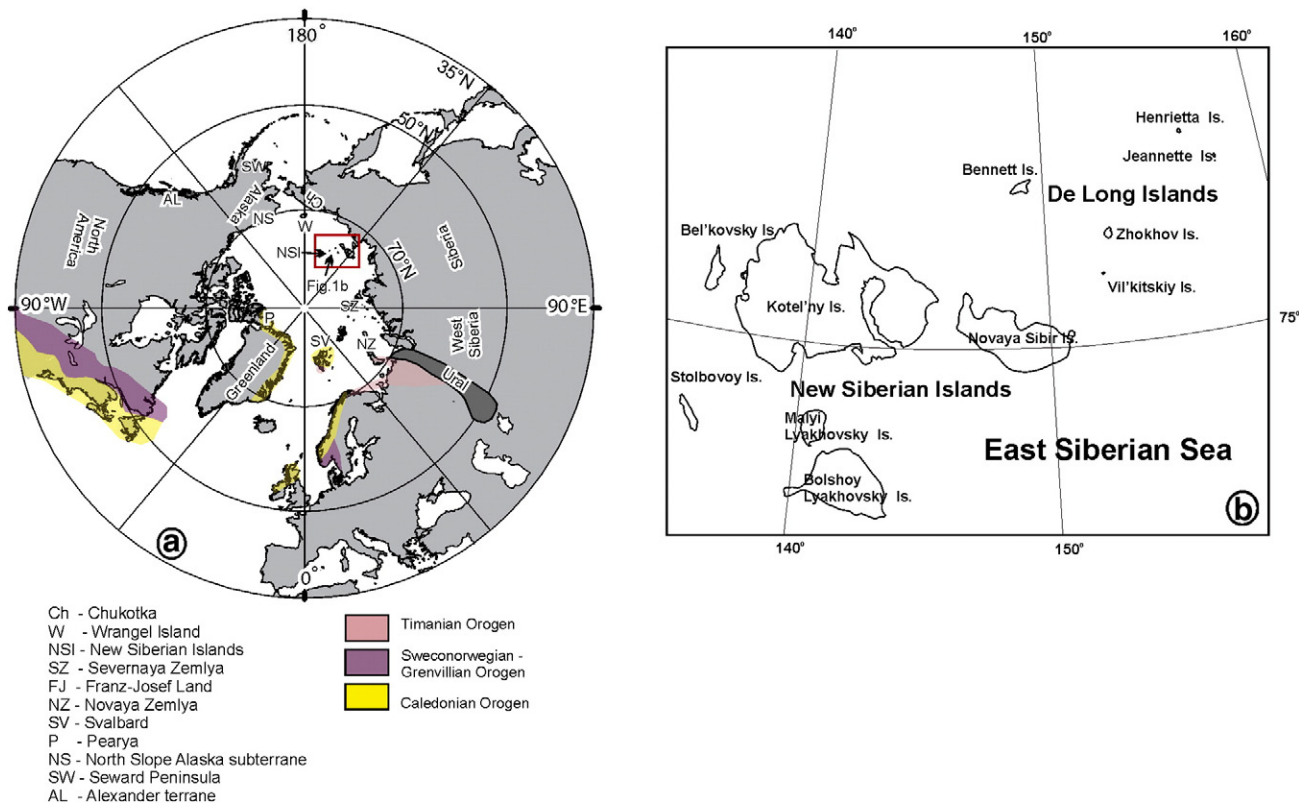 180°
35°N
50°N
SW
AL
Alaska
Ch
NS
W
North
America
NSI
70°N
Siberia
Fig.1b
90°W
SZ
90°E
P
West
Siberia
SV
NZ
Greenland
Ural
0°
a
Ch - Chukotka
W - Wrangel Island
NSI - New Siberian Islands
SZ - Severnaya Zemlya
FJ - Franz-Josef Land
NZ - Novaya Zemlya
SV - Svalbard
P - Pearya
NS - North Slope Alaska subterrane
SW - Seward Peninsula
AL - Alexander terrane
Timanian Orogen
Sweconorwegian -
Grenvillian Orogen
Caledonian Orogen
140°
150°
160°
Henrietta Is.
Jeannette Is.
Bennett Is.
De Long Islands
Bel'kovsky Is.
Zhokhov Is.
Kotel'ny Is.
Vil'kitskiy Is.
75°
Novaya Sibir Is.
Stolbovoy Is.
New Siberian Islands
Malyi
Lyakhovsky Is.
East Siberian Sea
Bolshoy
Lyakhovsky Is.
b
140°
150°